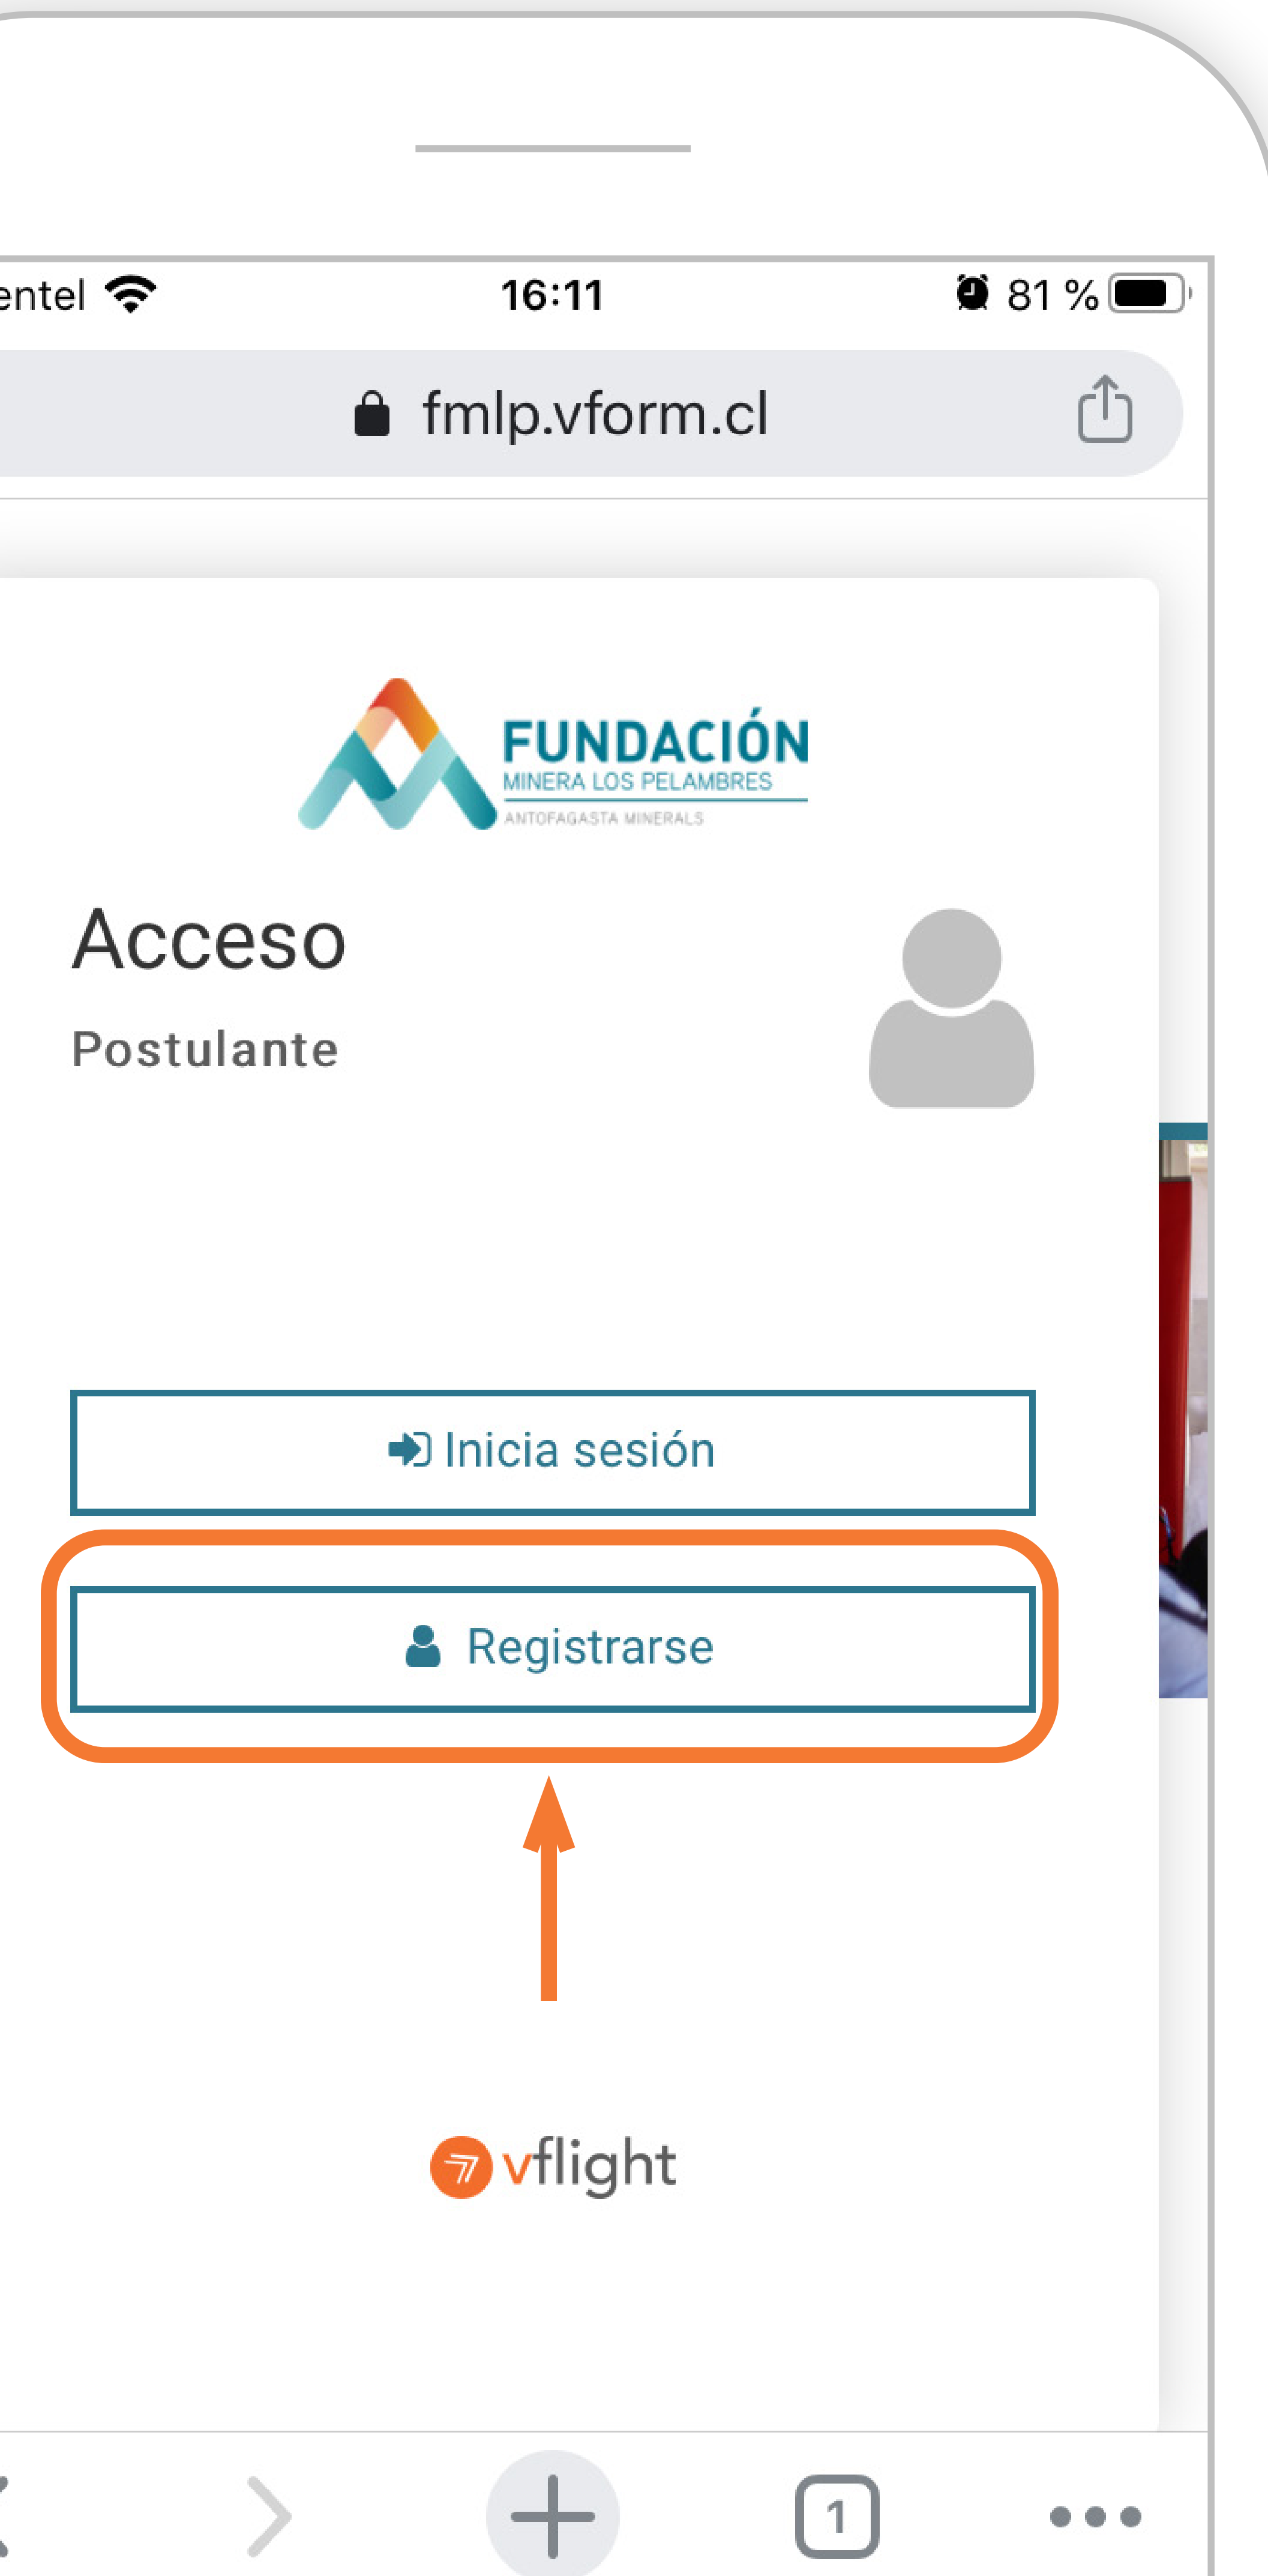 entel
16:11
81 %
fmlp.vform.cl
FUNDACIÓN
MINERA LOS PELAMBRES
ANTOFAGASTA MINERALS
Acceso
Postulante
Inicia sesión
Registrarse
vflight
1